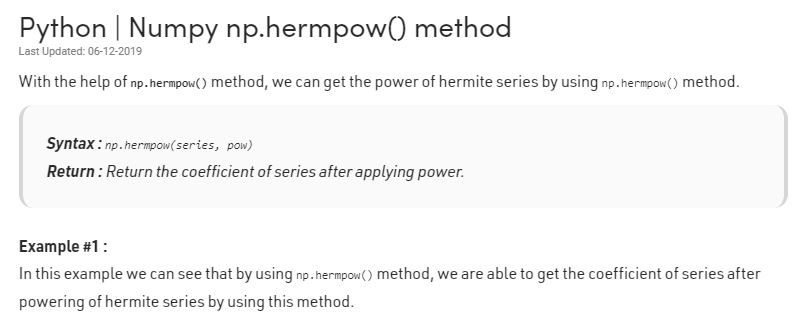 Python | Numpy np.hermpow() method
Last Updated: 06-12-2019
With the help of np.hermpow() method, we can get the power of hermite series by using np.hermpow() method.
Syntax : np.hermpow(series, pow)
Return : Return the coefficient of series after applying power.
Example #1 :
In this example we can see that by using np.hermpow() method, we are able to get the coefficient of series after
powering of hermite series by using this method.